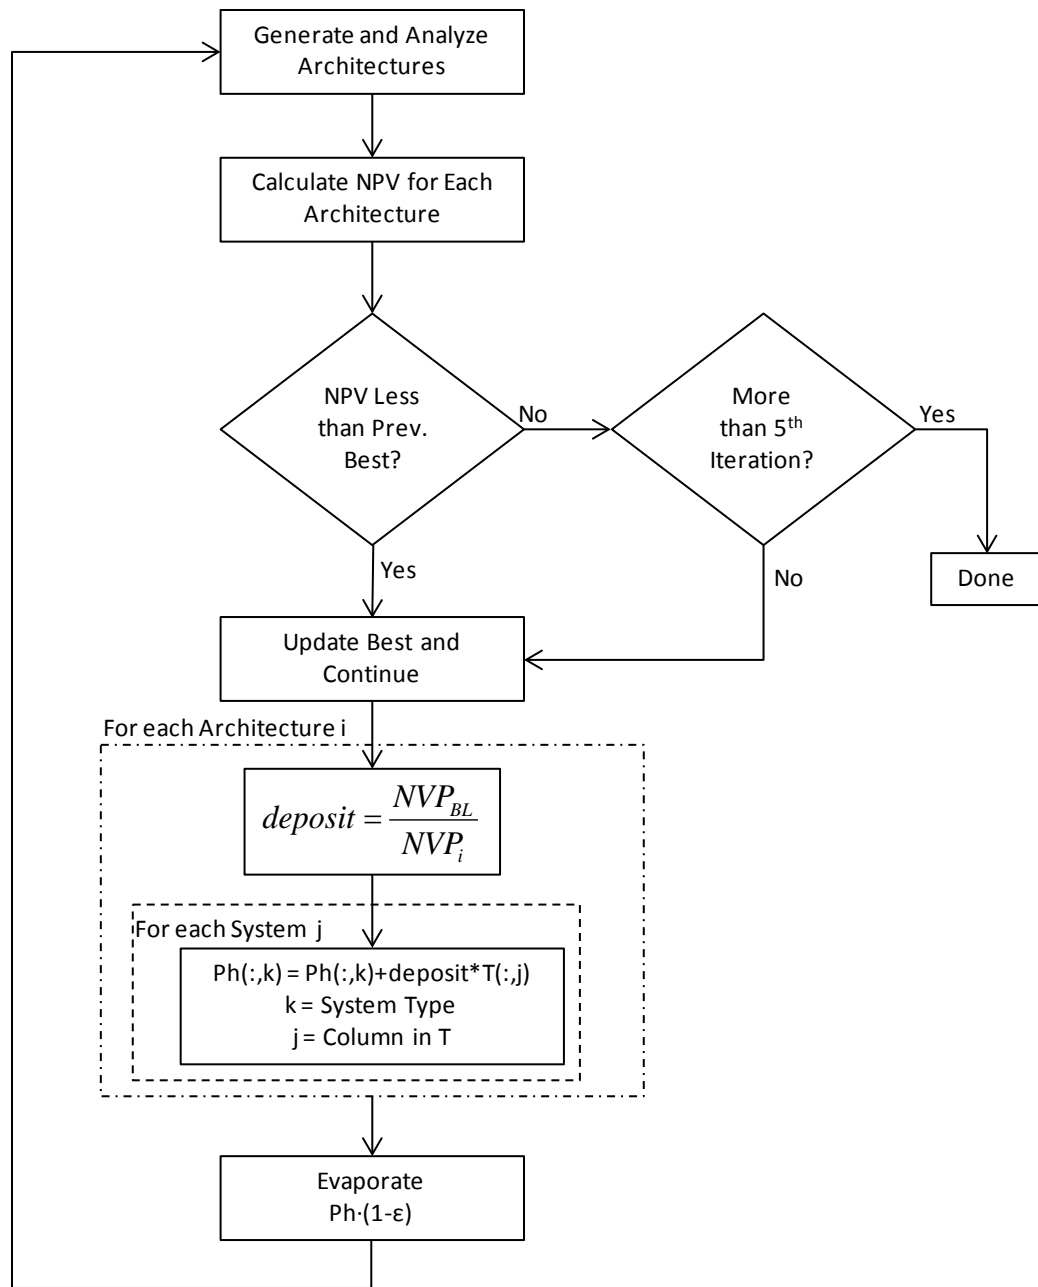 Generate and Analyze
Architectures
Calculate NPV for Each
Architecture
NPV Less
than Prev.
Best?
No
More
than 5th
Iteration?
Yes
Yes
No
Done
Update Best and
Continue
For each Architecture i
deposit = NVP_BL / NVP_i
For each System j
Ph(:,k) = Ph(:,k)+deposit*T(:,j)
k = System Type
j = Column in T
Evaporate
Ph·(1-ε)